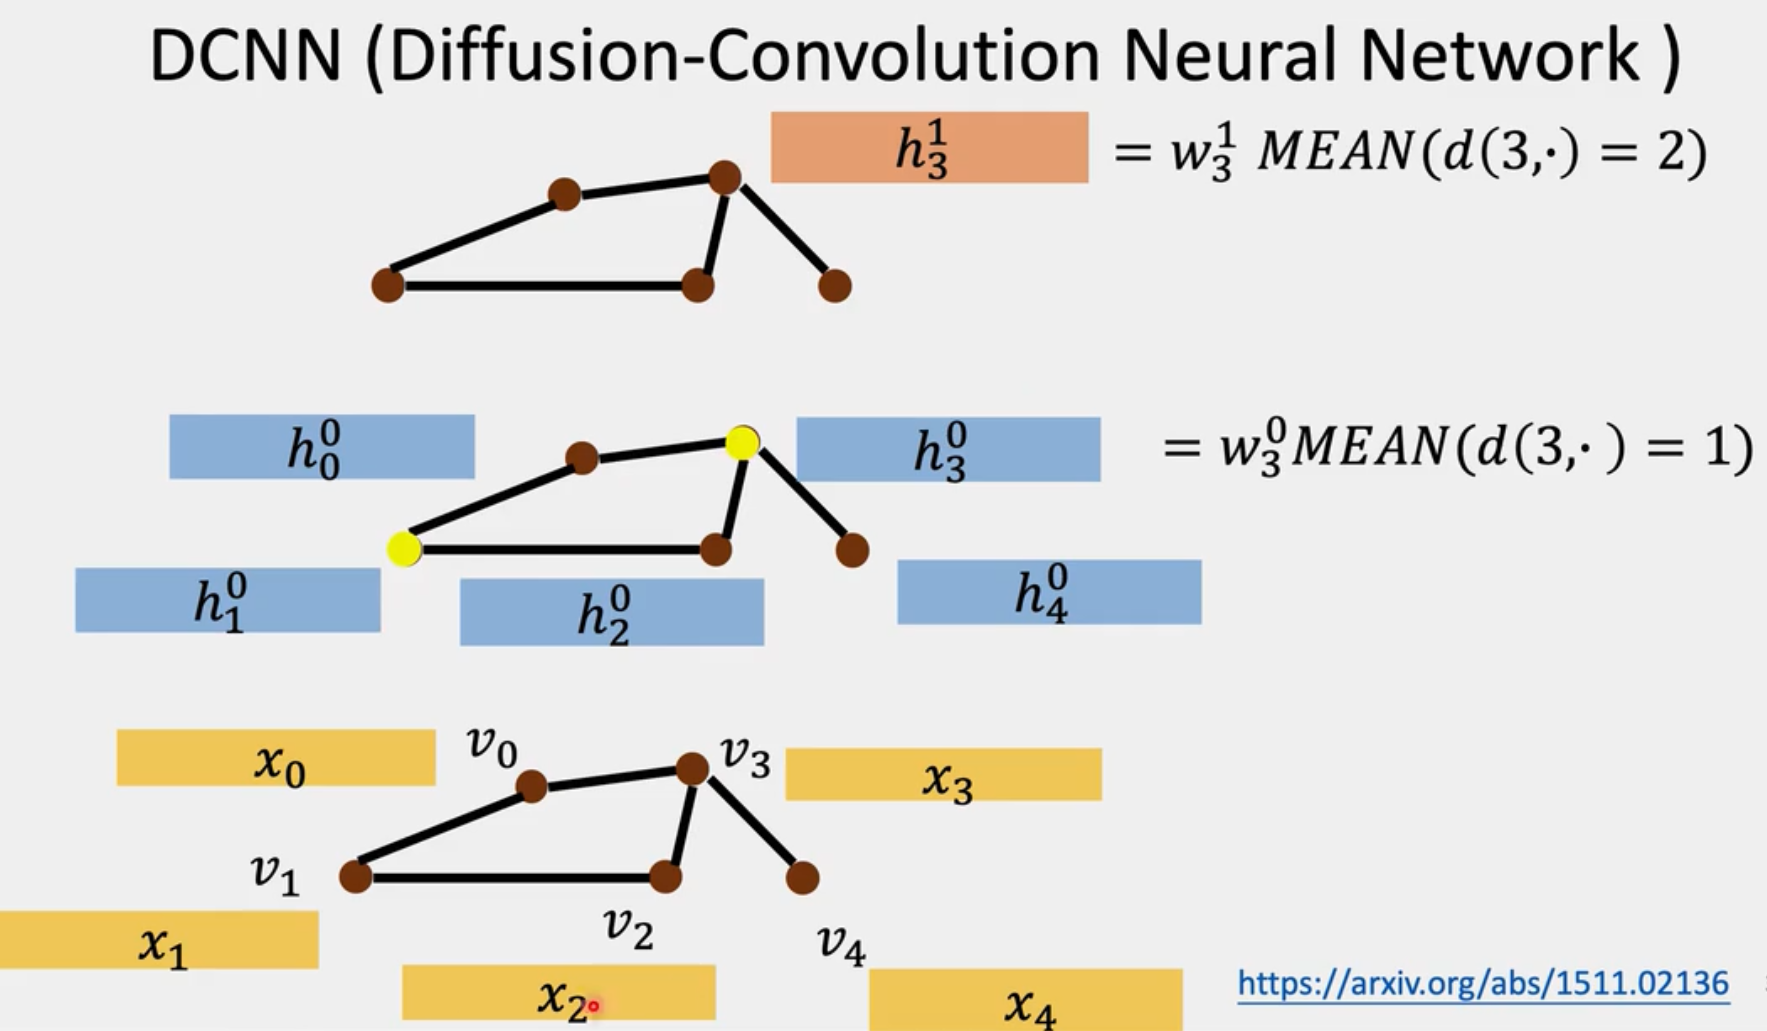 DCNN (Diffusion-Convolution Neural Network )
h_3^1 = w_3^1 MEAN(d(3,·) = 2)
h_0^0
h_3^0 = w_3^0 MEAN(d(3,· ) = 1)
h_1^0
h_2^0
h_4^0
x_0
v_0
v_3
x_3
v_1
v_2
v_4
x_1
x_2
x_4
https://arxiv.org/abs/1511.02136